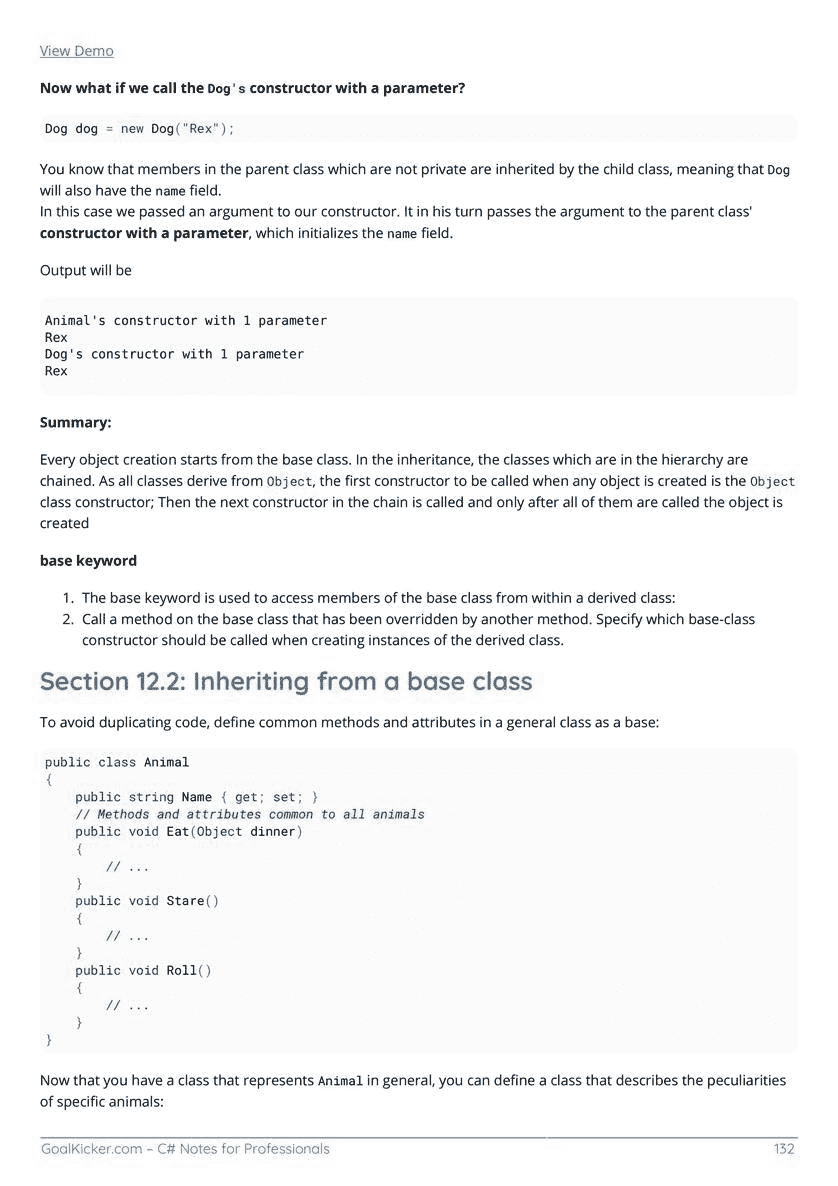 View Demo
Now what if we call the Dog's constructor with a parameter?
Dog dog = new Dog("Rex");
You know that members in the parent class which are not private are inherited by the child class, meaning that Dog
will also have the name field.
In this case we passed an argument to our constructor. It in his turn passes the argument to the parent class'
constructor with a parameter, which initializes the name field.
Output will be
Animal's constructor with 1 parameter
Rex
Dog's constructor with 1 parameter
Rex
Summary:
Every object creation starts from the base class. In the inheritance, the classes which are in the hierarchy are
chained. As all classes derive from Object, the first constructor to be called when any object is created is the Object
class constructor; Then the next constructor in the chain is called and only after all of them are called the object is
created
base keyword
1. The base keyword is used to access members of the base class from within a derived class:
2. Call a method on the base class that has been overridden by another method. Specify which base-class
constructor should be called when creating instances of the derived class.
Section 12.2: Inheriting from a base class
To avoid duplicating code, define common methods and attributes in a general class as a base:
public class Animal
{
    public string Name { get; set; }
    // Methods and attributes common to all animals
    public void Eat(Object dinner)
    {
        // ...
    }
    public void Stare()
    {
        // ...
    }
    public void Roll()
    {
        // ...
    }
}
Now that you have a class that represents Animal in general, you can define a class that describes the peculiarities
of specific animals:
GoalKicker.com – C# Notes for Professionals 132